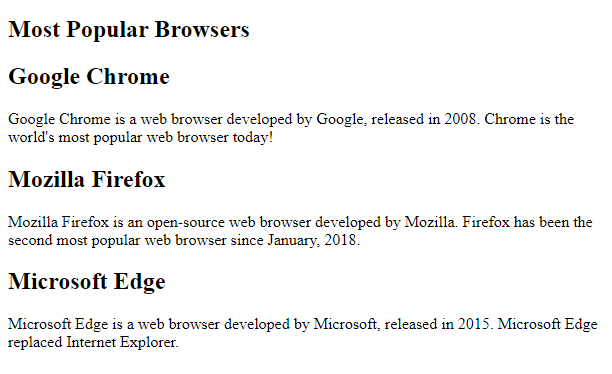 Most Popular Browsers
Google Chrome
Google Chrome is a web browser developed by Google, released in 2008. Chrome is the
world's most popular web browser today!
Mozilla Firefox
Mozilla Firefox is an open-source web browser developed by Mozilla. Firefox has been the
second most popular web browser since January, 2018.
Microsoft Edge
Microsoft Edge is a web browser developed by Microsoft, released in 2015. Microsoft Edge
replaced Internet Explorer.